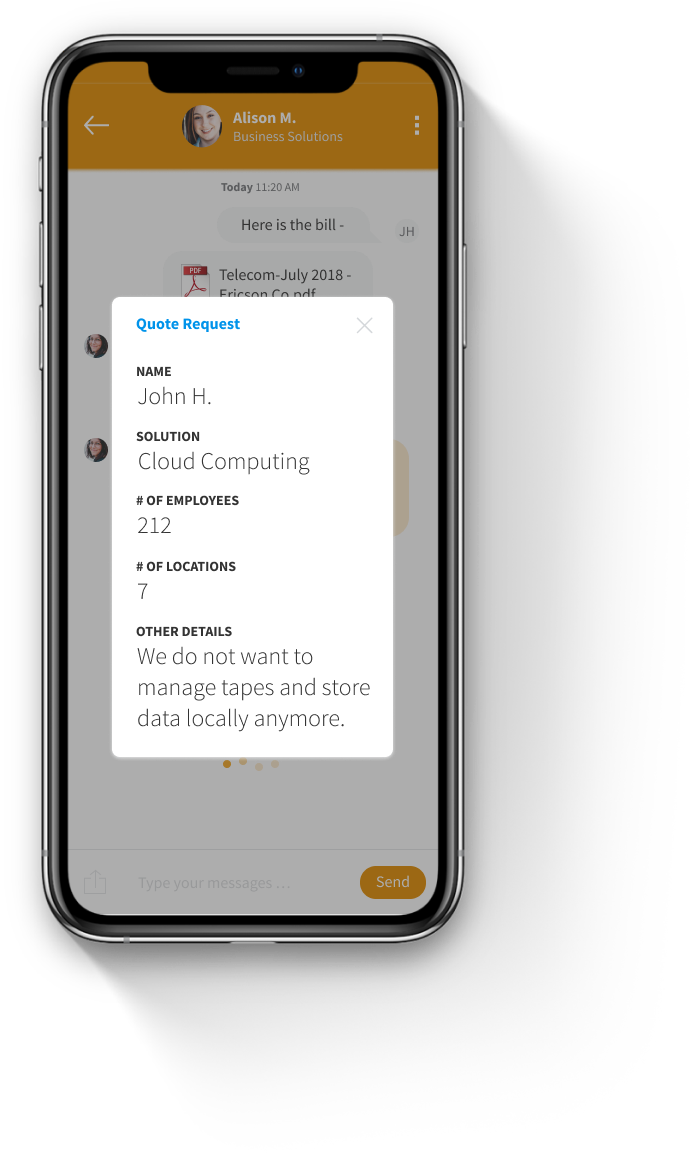 Alison M.
Business Solutions
Today 11:20 AM
Here is the bill -
JH
PDF
Telecom-July 2018 -
Ericson Co.pdf
Quote Request
NAME
John H.
SOLUTION
Cloud Computing
# OF EMPLOYEES
212
# OF LOCATIONS
7
OTHER DETAILS
We do not want to
manage tapes and store
data locally anymore.
Type your messages ...
Send